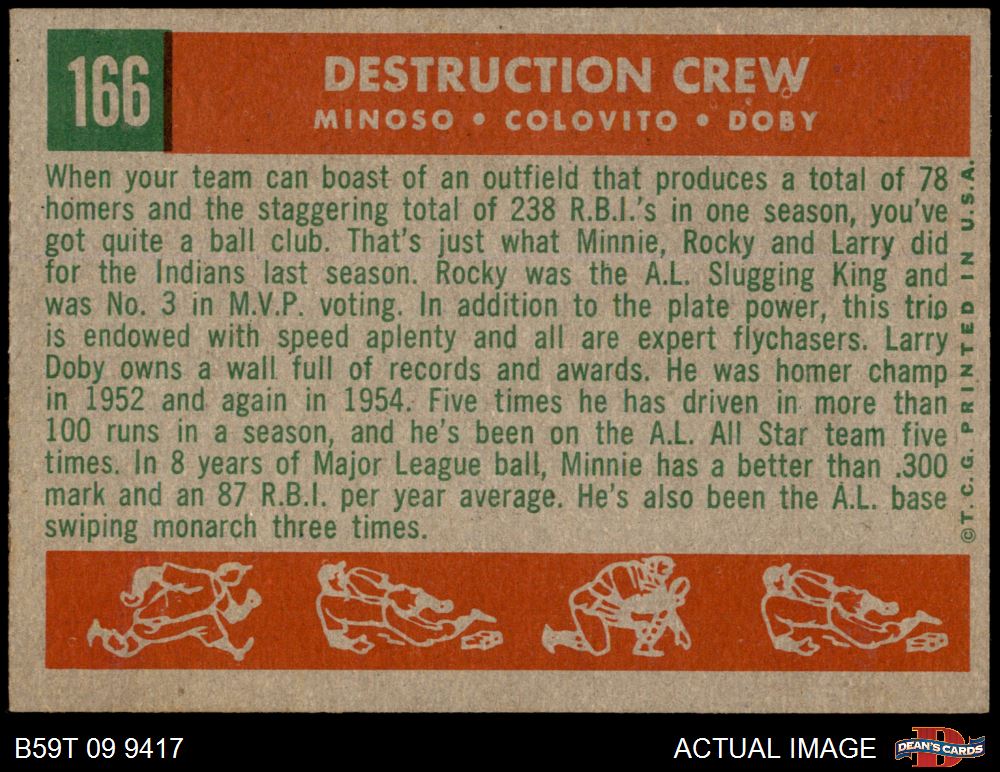 166
DESTRUCTION CREW
MINOSO • COLOVITO • DOBY
When your team can boast of an outfield that produces a total of 78
homers and the staggering total of 238 R.B.I.'s in one season, you've
got quite a ball club. That's just what Minnie, Rocky and Larry did
for the Indians last season. Rocky was the A.L. Slugging King and
was No. 3 in M.V.P. voting. In addition to the plate power, this trio
is endowed with speed aplenty and all are expert flychasers. Larry
Doby owns a wall full of records and awards. He was homer champ
in 1952 and again in 1954. Five times he has driven in more than
100 runs in a season, and he's been on the A.L. All Star team five
times. In 8 years of Major League ball, Minnie has a better than .300
mark and an 87 R.B.I. per year average. He's also been the A.L. base
swiping monarch three times.
©T.C.G. PRINTED IN U.S.A.
B59T 09 9417
ACTUAL IMAGE
D
DEAN'S CARDS